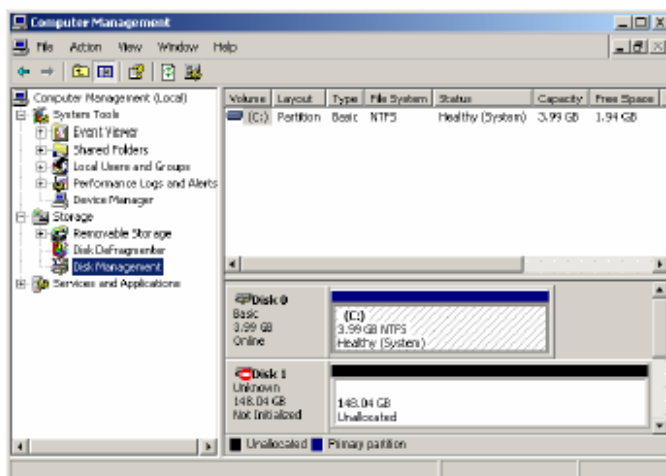 Computer Management
File Action View Window Help
Computer Management (Local)
System Tools
Event Viewer
Shared Folders
Local Users and Groups
Performance Logs and Alerts
Device Manager
Storage
Removable Storage
Disk Defragmenter
Disk Management
Services and Applications
Volume Layout Type File System Status Capacity Free Space
(C:) Partition Basic NTFS Healthy (System) 3.99 GB 1.94 GB
Disk 0
Basic
3.99 GB
Online
(C:)
3.99 GB NTFS
Healthy (System)
Disk 1
Unknown
148.04 GB
Not Initialized
148.04 GB
Unallocated
Unallocated Primary partition